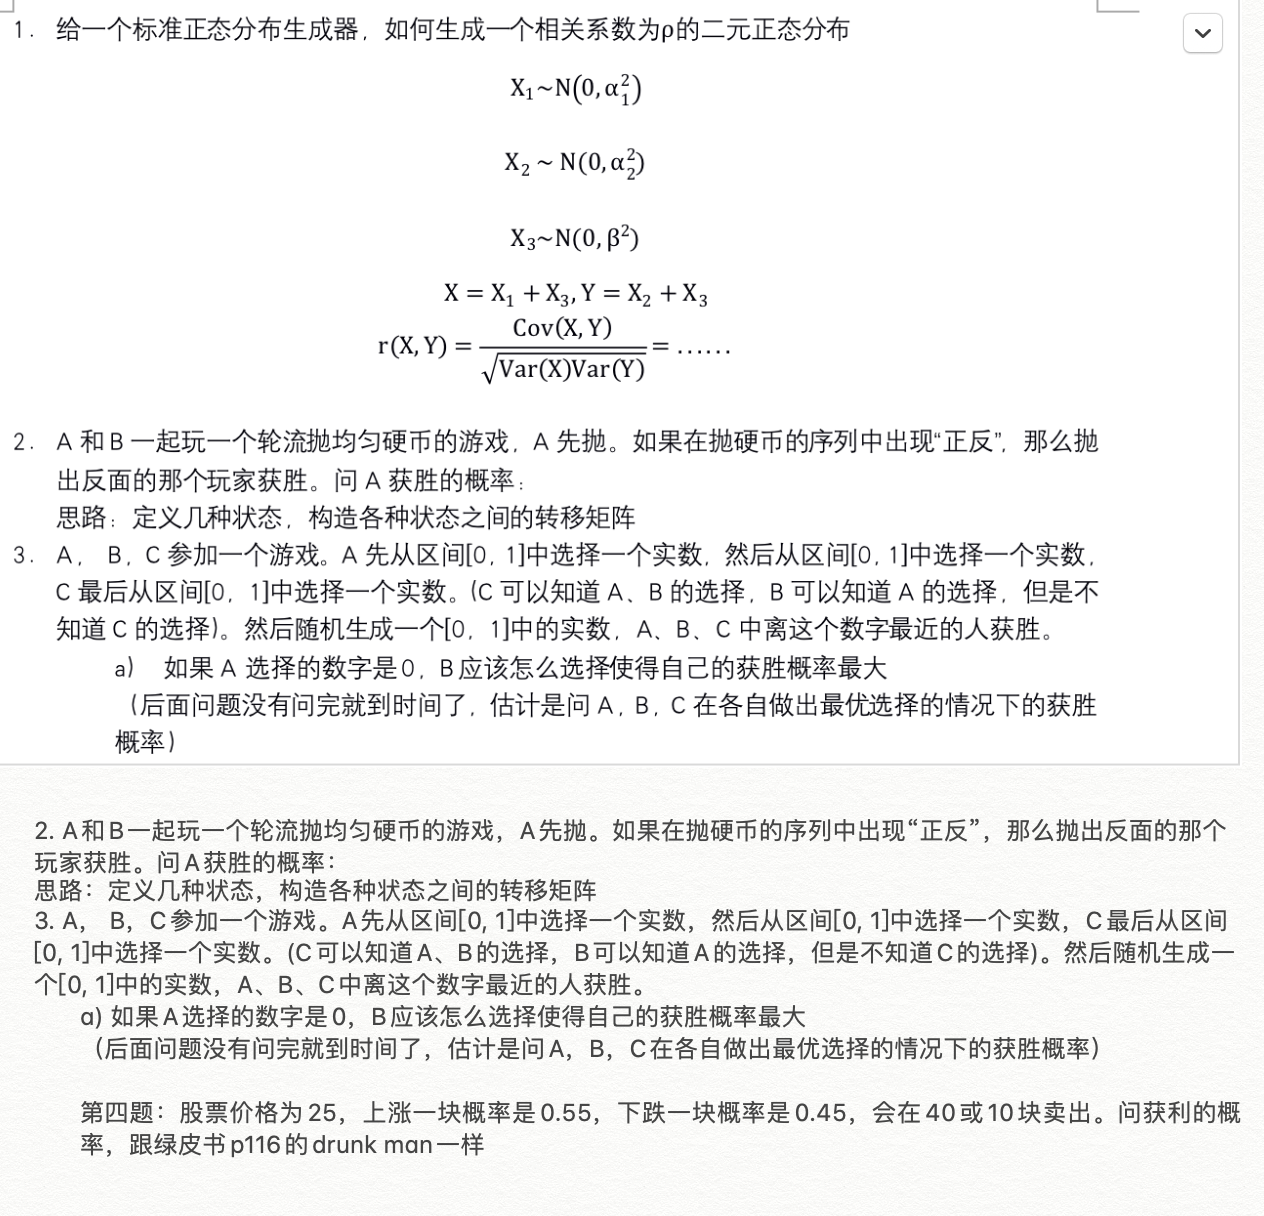 1. 给一个标准正态分布生成器，如何生成一个相关系数为ρ的二元正态分布
X₁~N(0, α₁²)
X₂ ~ N(0, α₂²)
X₃~N(0, β²)
X = X₁ + X₃, Y = X₂ + X₃
r(X, Y) = Cov(X, Y) / √Var(X)Var(Y) = ……
2. A 和 B 一起玩一个轮流抛均匀硬币的游戏，A 先抛。如果在抛硬币的序列中出现“正反”，那么抛
出反面的那个玩家获胜。问 A 获胜的概率：
思路：定义几种状态，构造各种状态之间的转移矩阵
3. A， B，C 参加一个游戏。A 先从区间[0，1]中选择一个实数，然后从区间[0，1]中选择一个实数，
C 最后从区间[0，1]中选择一个实数。(C 可以知道 A、B 的选择，B 可以知道 A 的选择，但是不
知道 C 的选择)。然后随机生成一个[0，1]中的实数，A、B、C 中离这个数字最近的人获胜。
a） 如果 A 选择的数字是 0，B 应该怎么选择使得自己的获胜概率最大
（后面问题没有问完就到时间了，估计是问 A，B，C 在各自做出最优选择的情况下的获胜
概率）
2. A和B一起玩一个轮流抛均匀硬币的游戏，A先抛。如果在抛硬币的序列中出现“正反”，那么抛出反面的那个
玩家获胜。问A获胜的概率：
思路：定义几种状态，构造各种状态之间的转移矩阵
3. A， B，C参加一个游戏。A先从区间[0, 1]中选择一个实数，然后从区间[0, 1]中选择一个实数，C最后从区间
[0, 1]中选择一个实数。(C可以知道A、B的选择，B可以知道A的选择，但是不知道C的选择)。然后随机生成一
个[0, 1]中的实数，A、B、C中离这个数字最近的人获胜。
a) 如果A选择的数字是0，B应该怎么选择使得自己的获胜概率最大
（后面问题没有问完就到时间了，估计是问A，B，C在各自做出最优选择的情况下的获胜概率）
第四题：股票价格为25，上涨一块概率是0.55，下跌一块概率是0.45，会在40或10块卖出。问获利的概
率，跟绿皮书p116的drunk man一样